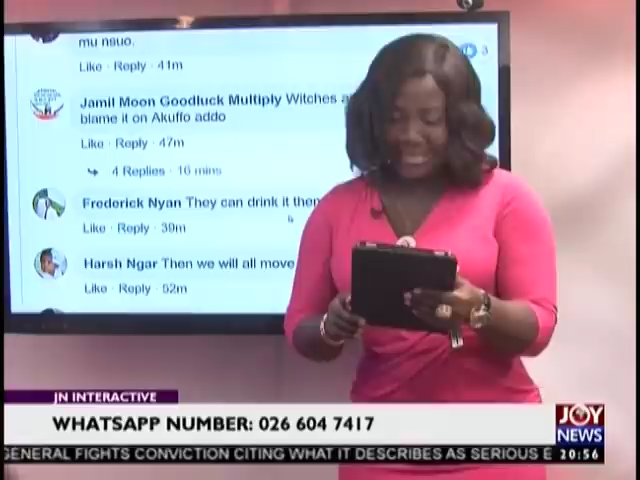 mu nsuo.
Like · Reply · 41m
3
Jamil Moon Goodluck Multiply Witches
blame it on Akuffo addo
Like · Reply · 47m
4 Replies · 16 mins
Frederick Nyan They can drink it then
Like · Reply · 39m
Harsh Ngar Then we will all move
Like · Reply · 52m
JN INTERACTIVE
WHATSAPP NUMBER: 026 604 7417
JOY
NEWS
GENERAL FIGHTS CONVICTION CITING WHAT IT DESCRIBES AS SERIOUS E
20:56